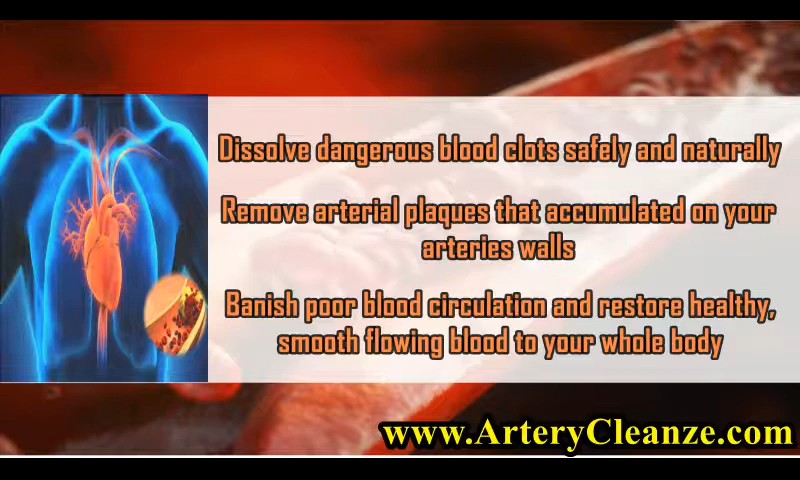 Dissolve dangerous blood clots safely and naturally
Remove arterial plaques that accumulated on your
arteries walls
Banish poor blood circulation and restore healthy,
smooth flowing blood to your whole body
www.ArteryCleanze.com